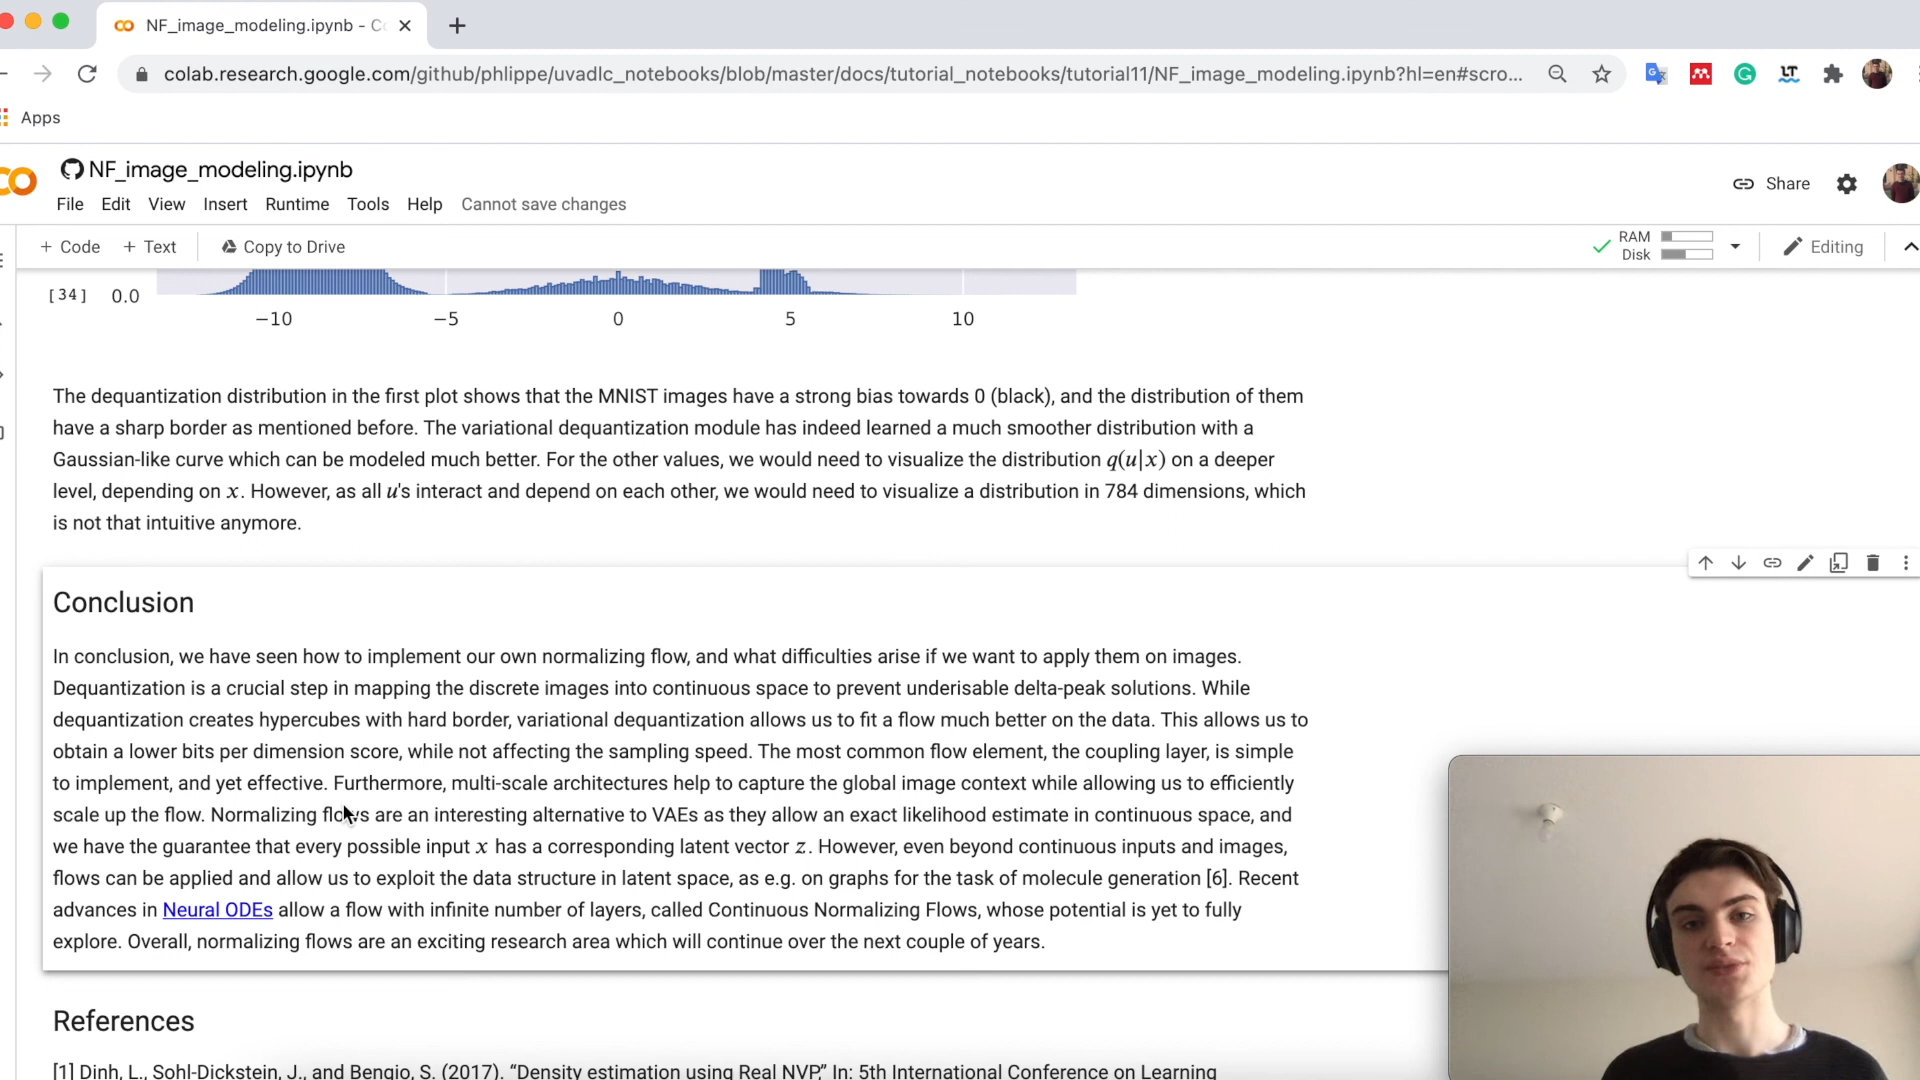 NF_image_modeling.ipynb - C
colab.research.google.com/github/phlippe/uvadlc_notebooks/blob/master/docs/tutorial_notebooks/tutorial11/NF_image_modeling.ipynb?hl=en#scro...
Apps
NF_image_modeling.ipynb
Share
File Edit View Insert Runtime Tools Help Cannot save changes
+ Code + Text Copy to Drive
RAM
Disk
Editing
[34] 0.0
−10 −5 0 5 10
The dequantization distribution in the first plot shows that the MNIST images have a strong bias towards 0 (black), and the distribution of them
have a sharp border as mentioned before. The variational dequantization module has indeed learned a much smoother distribution with a
Gaussian-like curve which can be modeled much better. For the other values, we would need to visualize the distribution q(u|x) on a deeper
level, depending on x. However, as all u's interact and depend on each other, we would need to visualize a distribution in 784 dimensions, which
is not that intuitive anymore.
Conclusion
In conclusion, we have seen how to implement our own normalizing flow, and what difficulties arise if we want to apply them on images.
Dequantization is a crucial step in mapping the discrete images into continuous space to prevent underisable delta-peak solutions. While
dequantization creates hypercubes with hard border, variational dequantization allows us to fit a flow much better on the data. This allows us to
obtain a lower bits per dimension score, while not affecting the sampling speed. The most common flow element, the coupling layer, is simple
to implement, and yet effective. Furthermore, multi-scale architectures help to capture the global image context while allowing us to efficiently
scale up the flow. Normalizing flows are an interesting alternative to VAEs as they allow an exact likelihood estimate in continuous space, and
we have the guarantee that every possible input x has a corresponding latent vector z. However, even beyond continuous inputs and images,
flows can be applied and allow us to exploit the data structure in latent space, as e.g. on graphs for the task of molecule generation [6]. Recent
advances in Neural ODEs allow a flow with infinite number of layers, called Continuous Normalizing Flows, whose potential is yet to fully
explore. Overall, normalizing flows are an exciting research area which will continue over the next couple of years.
References
[1] Dinh, L., Sohl-Dickstein, J., and Bengio, S. (2017). “Density estimation using Real NVP,” In: 5th International Conference on Learning